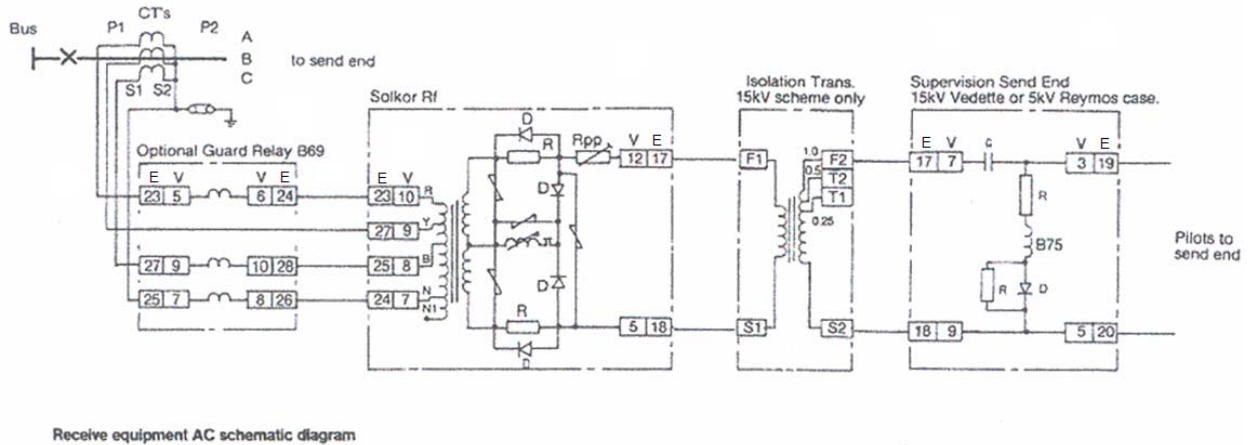 CT's
Bus P1 P2 A
B
C
to send end
S1 S2
Optional Guard Relay B69
E V V E
23 5 6 24
27 9 10 28
25 7 8 26
Solkor Rf
E V
23 10 R
27 9 Y
25 8 B
24 7 N
N1
D
R
Rpp
V E
12 17
D
D
R
D
5 18
Isolation Trans.
15kV scheme only
F1
1.0 F2
0.5 T2
T1
0.25
S1 S2
Supervision Send End
15kV Vedette or 5kV Reymos case.
E V V E
17 7 C 3 19
R
B75
R D
18 9 5 20
Pilots to
send end
Receive equipment AC schematic diagram